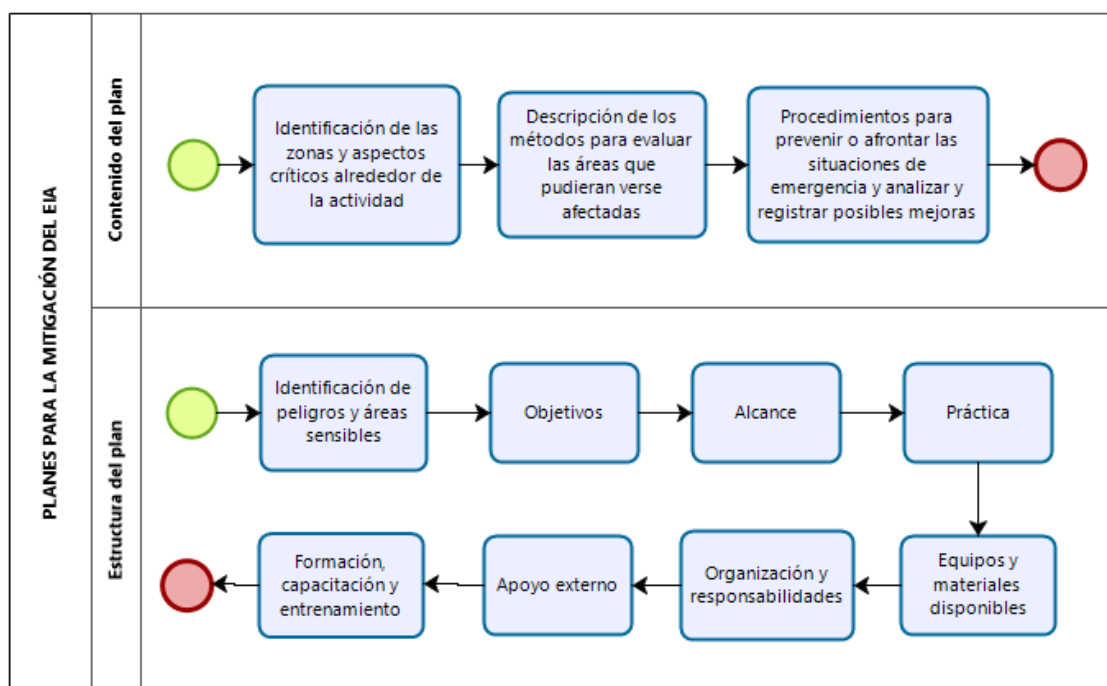 PLANES PARA LA MITIGACIÓN DEL EIA
Contenido del plan
Identificación de las
zonas y aspectos
críticos alrededor de
la actividad
Descripción de los
métodos para evaluar
las áreas que
pudieran verse
afectadas
Procedimientos para
prevenir o afrontar las
situaciones de
emergencia y analizar y
registrar posibles mejoras
Estructura del plan
Identificación de
peligros y áreas
sensibles
Objetivos
Alcance
Práctica
Equipos y
materiales
disponibles
Organización y
responsabilidades
Apoyo externo
Formación,
capacitación y
entrenamiento